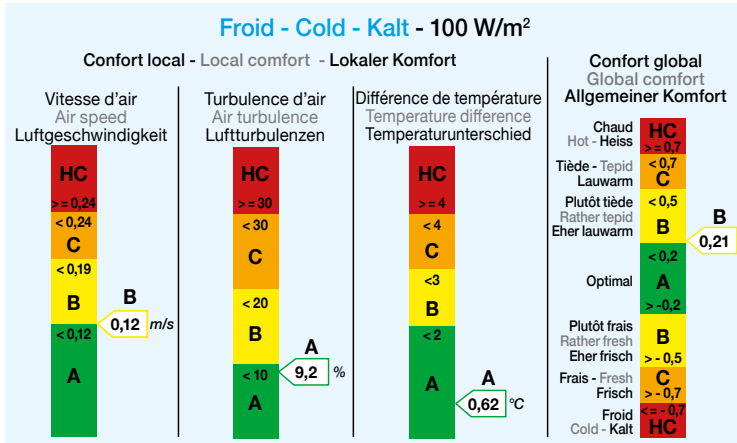 Froid - Cold - Kalt - 100 W/m²
Confort local - Local comfort - Lokaler Komfort
Vitesse d'air
Air speed
Luftgeschwindigkeit
HC
>= 0,24
< 0,24
C
< 0,19
B
< 0,12
A
B
0,12 m/s
Turbulence d'air
Air turbulence
Luftturbulenzen
HC
>= 30
< 30
C
< 20
B
< 10
A
A
9,2 %
Différence de température
Temperature difference
Temperaturunterschied
HC
>= 4
< 4
C
<3
B
< 2
A
A
0,62 °C
Confort global
Global comfort
Allgemeiner Komfort
Chaud
Hot - Heiss
HC
> = 0,7
Tiède - Tepid
Lauwarm
< 0,7
C
Plutôt tiède
Rather tepid
Eher lauwarm
< 0,5
B
B
0,21
Optimal
< 0,2
A
> -0,2
Plutôt frais
Rather fresh
Eher frisch
B
> - 0,5
Frais - Fresh
Frisch
C
> - 0,7
Froid
Cold - Kalt
<= - 0,7
HC